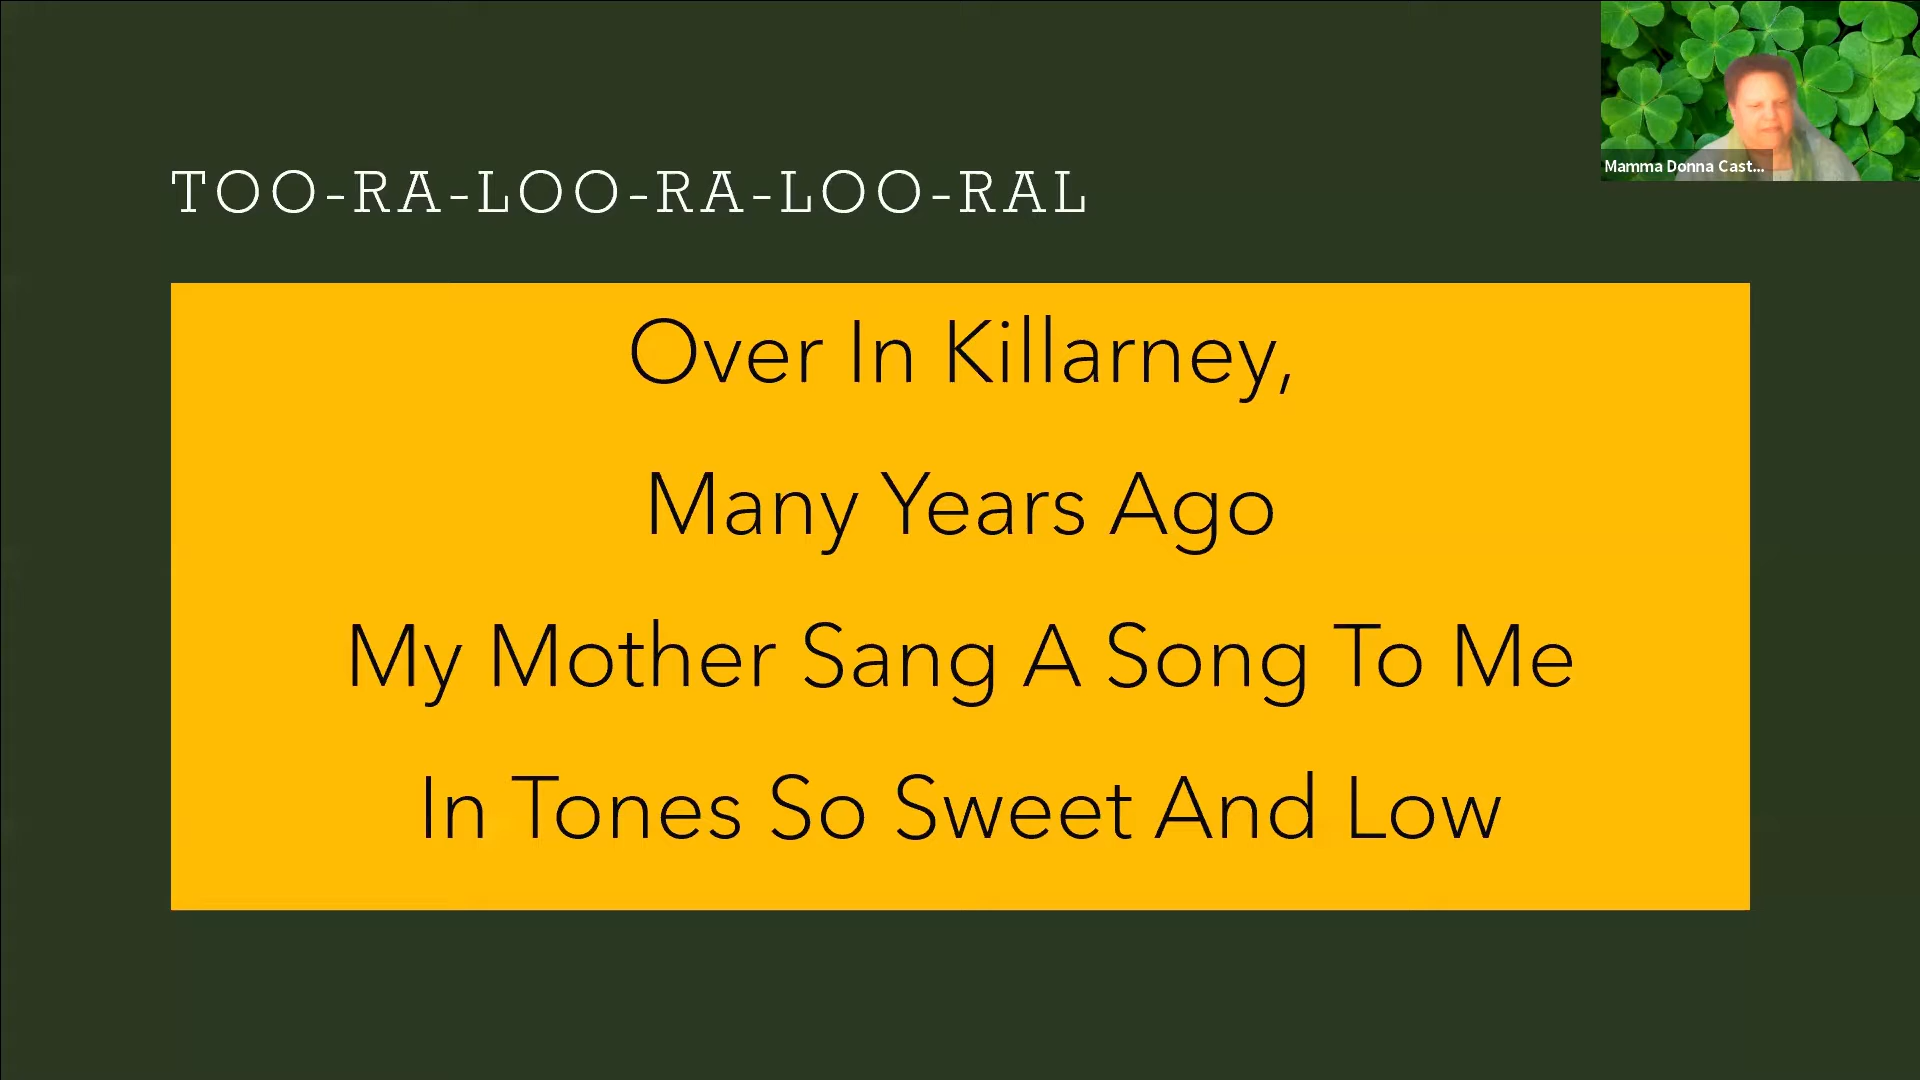 TOO-RA-LOO-RA-LOO-RAL
Over In Killarney,
Many Years Ago
My Mother Sang A Song To Me
In Tones So Sweet And Low
Mamma Donna Cast...